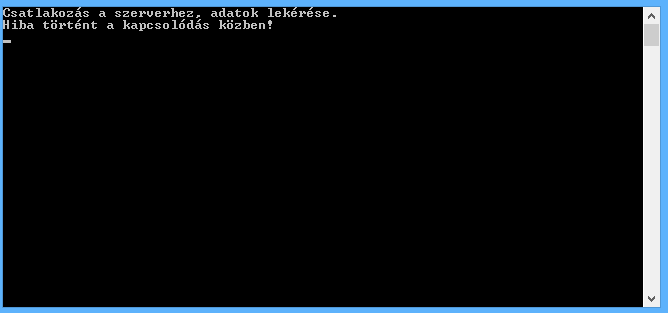 Csatlakozás a szerverhez, adatok lekérése.
Hiba történt a kapcsolódás közben!